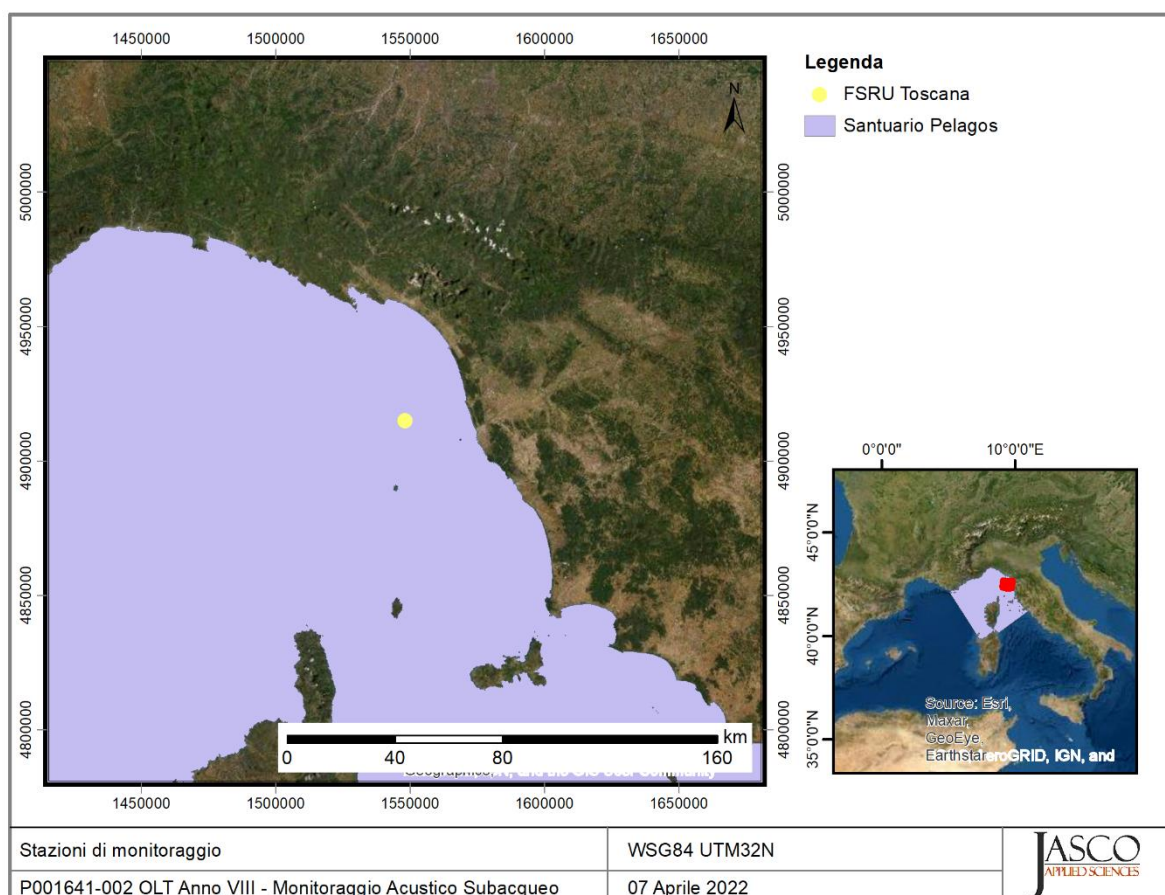 1450000 1500000 1550000 1600000 1650000
N
5000000
4950000
4900000
4850000
4800000
5000000
4950000
4900000
4850000
4800000
km
0 40 80 160
1450000 1500000 1550000 1600000 1650000
Legenda
FSRU Toscana
Santuario Pelagos
0°0'0" 10°0'0"E
45°0'0"N
40°0'0"N
35°0'0"N
Source: Esri,
Maxar,
GeoEye,
EarthstareroGRID, IGN, and
Stazioni di monitoraggio
WSG84 UTM32N
P001641-002 OLT Anno VIII - Monitoraggio Acustico Subacqueo
07 Aprile 2022
JASCO
APPLIED SCIENCES